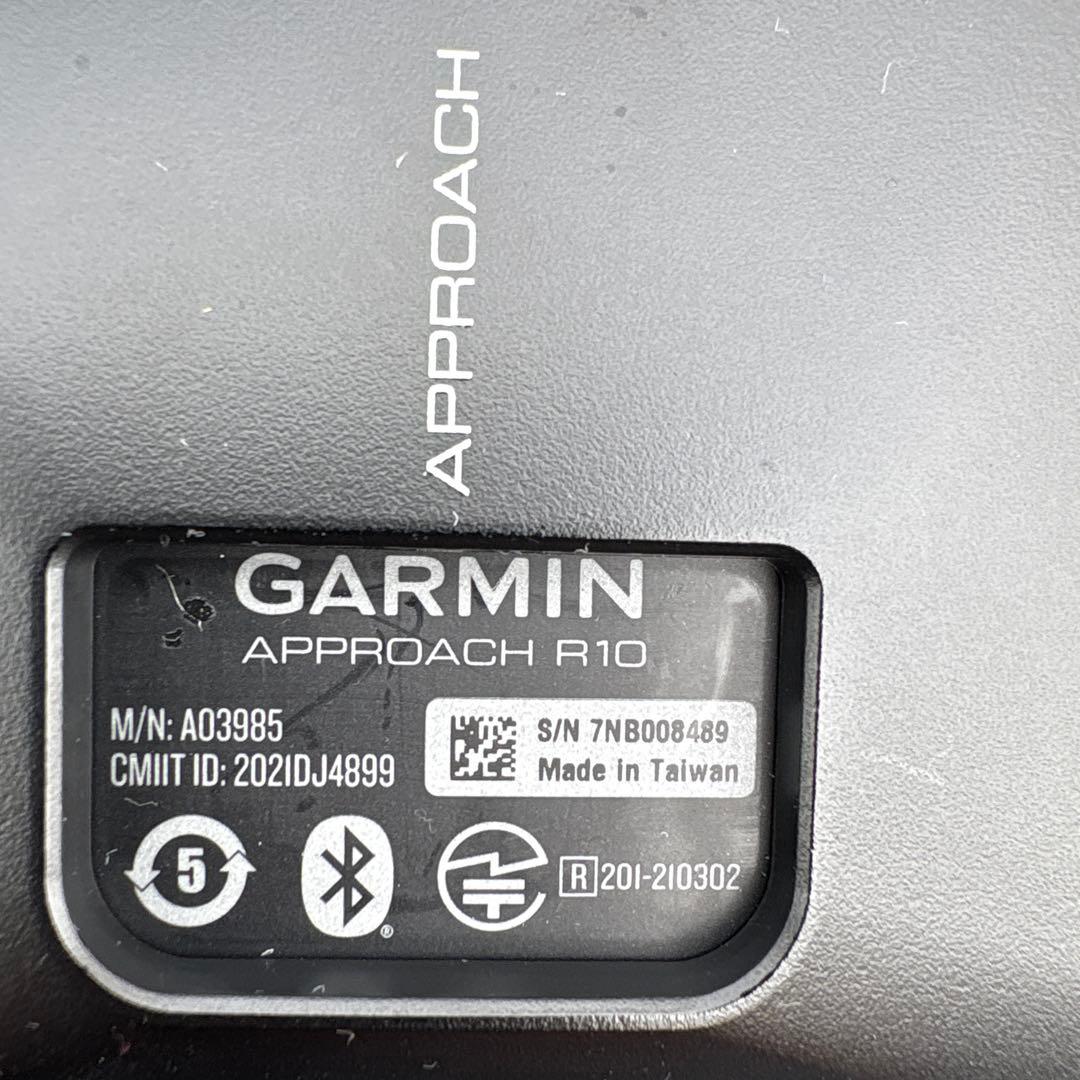 APPROACH
GARMIN
APPROACH R10
M/N: A03985
CMIIT ID: 2021DJ4899
S/N 7NB008489
Made in Taiwan
5
®
R 201-210302